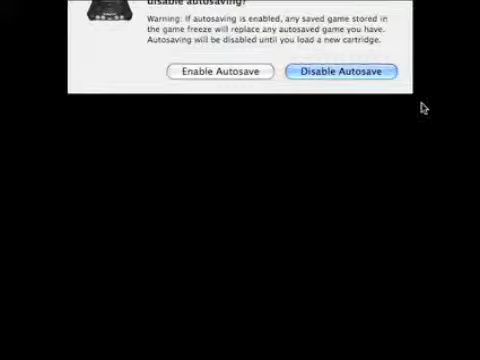 disable autosaving?
Warning: If autosaving is enabled, any saved game stored in
the game freeze will replace any autosaved game you have.
Autosaving will be disabled until you load a new cartridge.
Enable Autosave
Disable Autosave